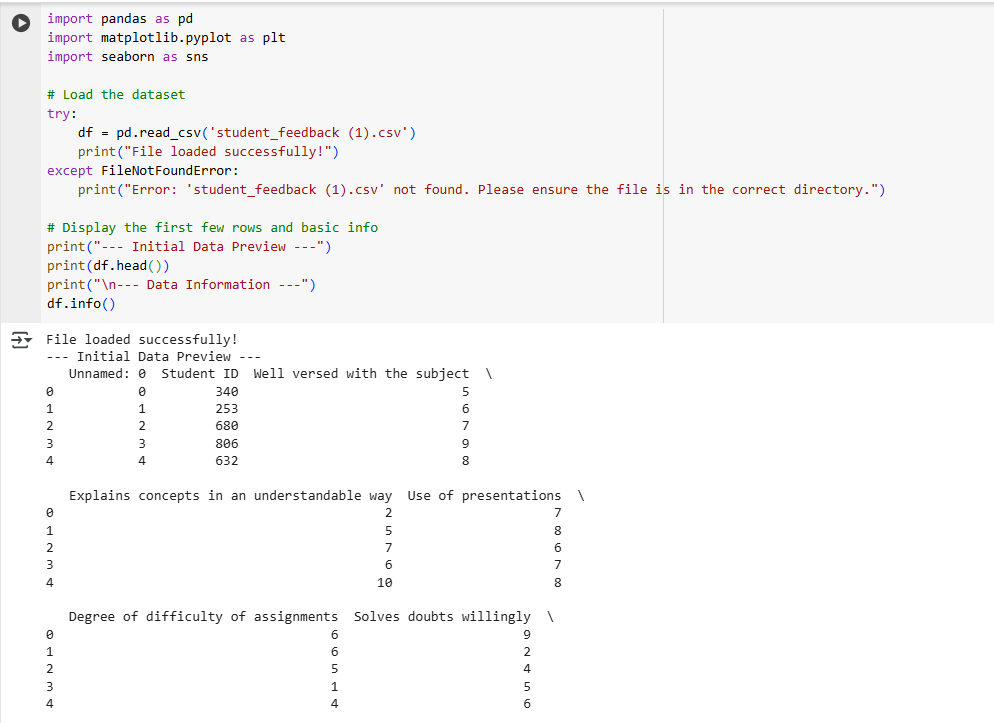 import pandas as pd
import matplotlib.pyplot as plt
import seaborn as sns

# Load the dataset
try:
    df = pd.read_csv('student_feedback (1).csv')
    print("File loaded successfully!")
except FileNotFoundError:
    print("Error: 'student_feedback (1).csv' not found. Please ensure the file is in the correct directory.")

# Display the first few rows and basic info
print("--- Initial Data Preview ---")
print(df.head())
print("\n--- Data Information ---")
df.info()
File loaded successfully!
--- Initial Data Preview ---
   Unnamed: 0  Student ID  Well versed with the subject  \
0           0         340                             5
1           1         253                             6
2           2         680                             7
3           3         806                             9
4           4         632                             8

   Explains concepts in an understandable way  Use of presentations  \
0                                           2                     7
1                                           5                     8
2                                           7                     6
3                                           6                     7
4                                          10                     8

   Degree of difficulty of assignments  Solves doubts willingly  \
0                                    6                        9
1                                    6                        2
2                                    5                        4
3                                    1                        5
4                                    4                        6